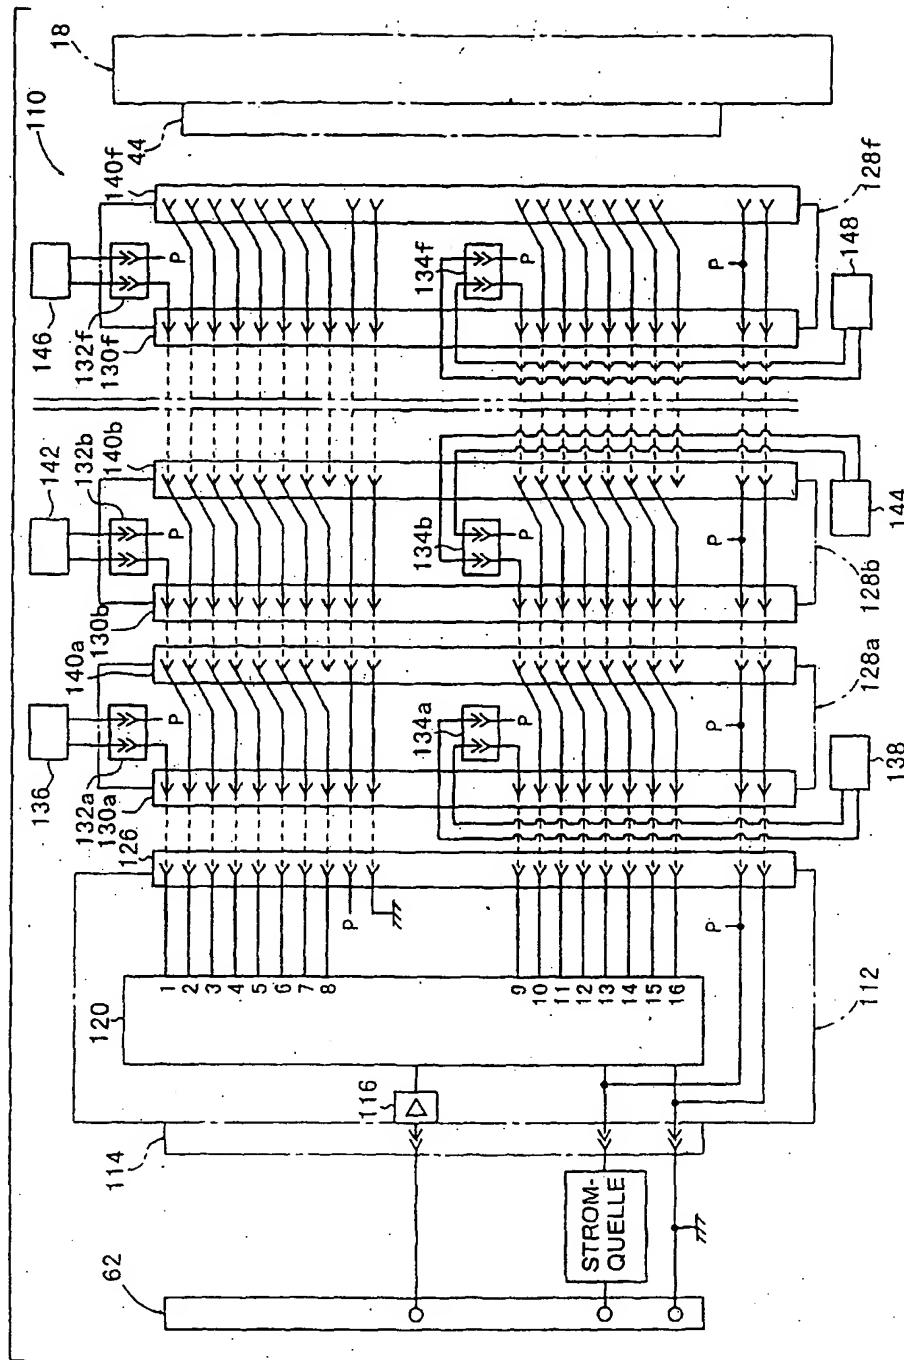 18
44
110
140f
128f
146
132f
130f
P
134f
P
P
148
142
132b
140b
P
134b
P
P
144
128b
130b
136
140a
132a
130a
126
P
134a
P
P
138
128a
120
1
2
3
4
5
6
7
8
P
9
10
11
12
13
14
15
16
P
112
116
114
STROM-
QUELLE
62